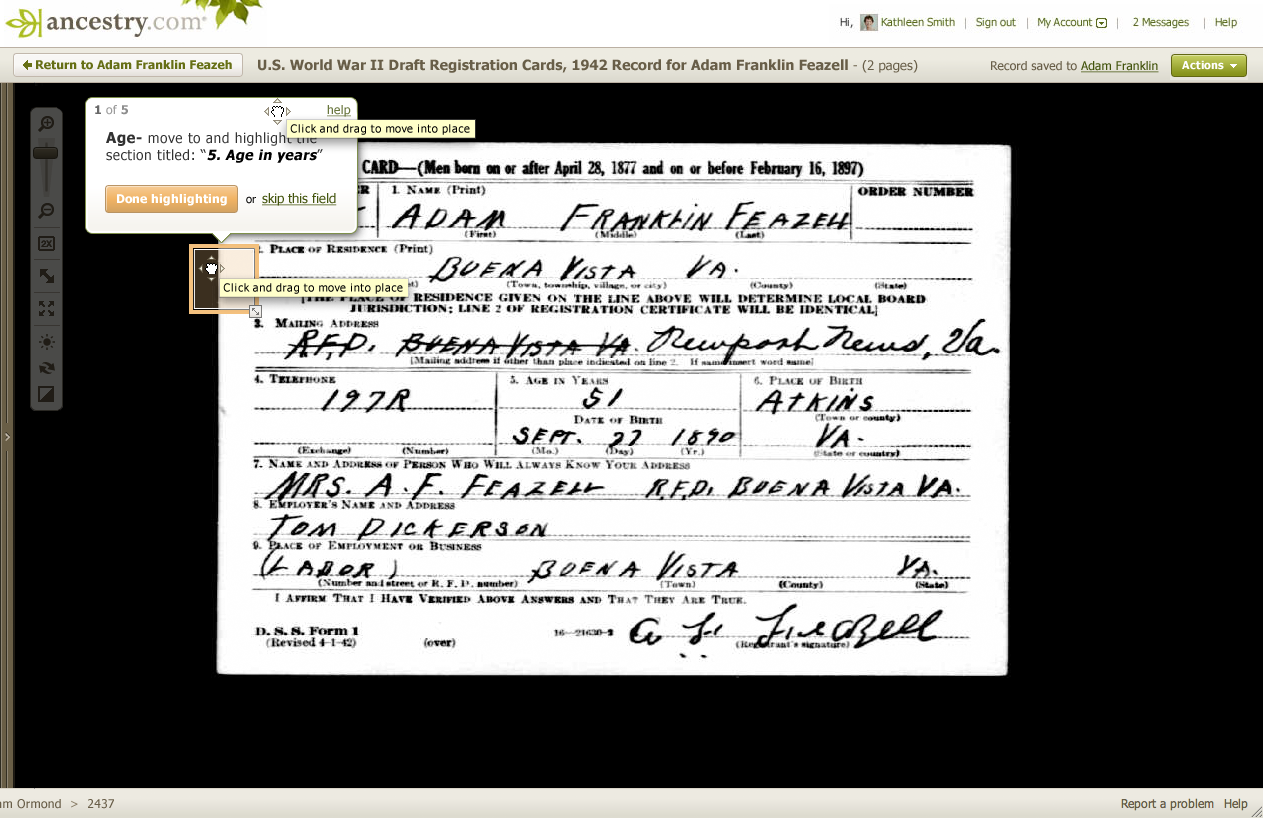 ancestry.com
Hi, Kathleen Smith | Sign out | My Account | 2 Messages | Help
Return to Adam Franklin Feazeh
U.S. World War II Draft Registration Cards, 1942 Record for Adam Franklin Feazell - (2 pages)
Record saved to Adam Franklin
Actions
1 of 5
help
Click and drag to move into place
Age- move to and highlight the
section titled: “5. Age in years”
Done highlighting or skip this field
2X
CARD—(Men born on or after April 28, 1877 and on or before February 16, 1897)
1. NAME (Print)
ORDER NUMBER
ADAM FRANKLIN FEAZELL
(First) (Middle) (Last)
PLACE OF RESIDENCE (Print)
BUENA VISTA VA.
Click and drag to move into place
(Town, township, village, or city) (County) (State)
RESIDENCE GIVEN ON THE LINE ABOVE WILL DETERMINE LOCAL BOARD
JURISDICTION; LINE 2 OF REGISTRATION CERTIFICATE WILL BE IDENTICAL]
3. MAILING ADDRESS
R.F.D. BUENA VISTA VA. Newport News, Va.
[Mailing address if other than place indicated on line 2. If same insert word same]
4. TELEPHONE
5. AGE IN YEARS
6. PLACE OF BIRTH
197R
51
ATKINS
(Town or county)
DATE OF BIRTH
SEPT. 27 1890
VA.
(Exchange) (Number)
(Mo.) (Day) (Yr.)
(State or country)
7. NAME AND ADDRESS OF PERSON WHO WILL ALWAYS KNOW YOUR ADDRESS
MRS. A. F. FEAZELL R.F.D. BUENA VISTA VA.
8. EMPLOYER'S NAME AND ADDRESS
TOM DICKERSON
9. PLACE OF EMPLOYMENT OR BUSINESS
(LABOR) BUENA VISTA VA.
(Number and street or R. F. D. number) (Town) (County) (State)
I AFFIRM THAT I HAVE VERIFIED ABOVE ANSWERS AND THAT THEY ARE TRUE.
D. S. S. Form 1
(Revised 4-1-42)
(over)
16—21630-2
(Registrant's signature)
am Ormond > 2437
Report a problem Help